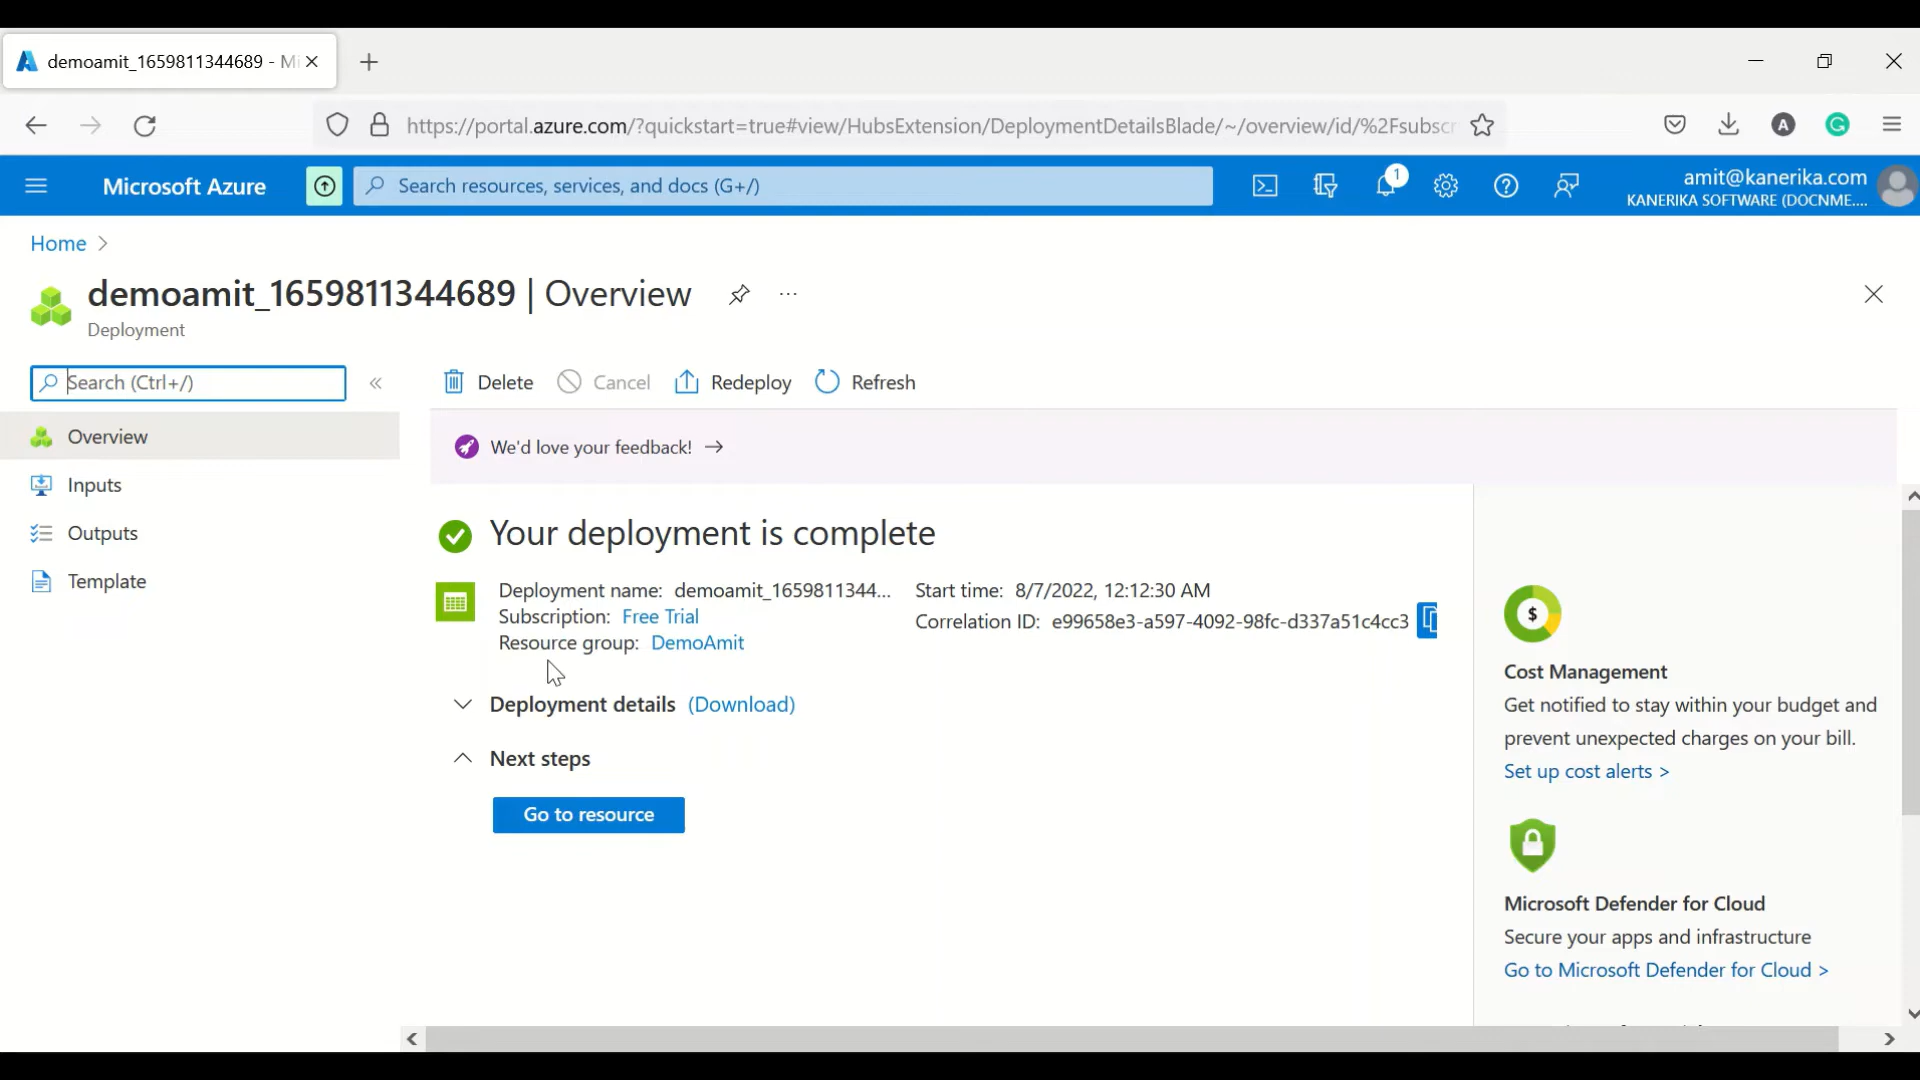 demoamit_1659811344689 - Mi
https://portal.azure.com/?quickstart=true#view/HubsExtension/DeploymentDetailsBlade/~/overview/id/%2Fsubscr
A
G
Microsoft Azure
Search resources, services, and docs (G+/)
1
amit@kanerika.com
KANERIKA SOFTWARE (DOCNME....
Home >
demoamit_1659811344689 | Overview
Deployment
Search (Ctrl+/)
Delete
Cancel
Redeploy
Refresh
Overview
Inputs
Outputs
Template
We'd love your feedback! →
Your deployment is complete
Deployment name: demoamit_1659811344...
Subscription: Free Trial
Resource group: DemoAmit
Start time: 8/7/2022, 12:12:30 AM
Correlation ID: e99658e3-a597-4092-98fc-d337a51c4cc3
Deployment details (Download)
Next steps
Go to resource
$
Cost Management
Get notified to stay within your budget and
prevent unexpected charges on your bill.
Set up cost alerts >
Microsoft Defender for Cloud
Secure your apps and infrastructure
Go to Microsoft Defender for Cloud >